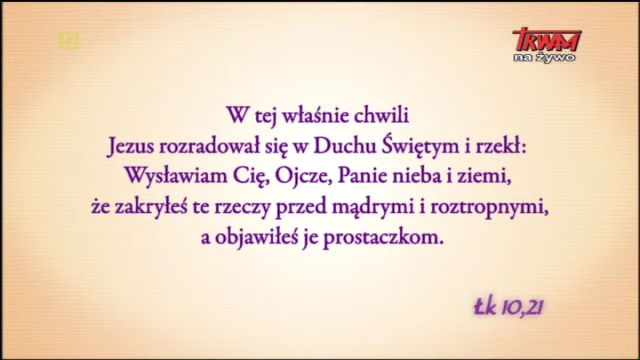 TRWAM
na żywo
W tej właśnie chwili
Jezus rozradował się w Duchu Świętym i rzekł:
Wysławiam Cię, Ojcze, Panie nieba i ziemi,
że zakryłeś te rzeczy przed mądrymi i roztropnymi,
a objawiłeś je prostaczkom.
Łk 10,21